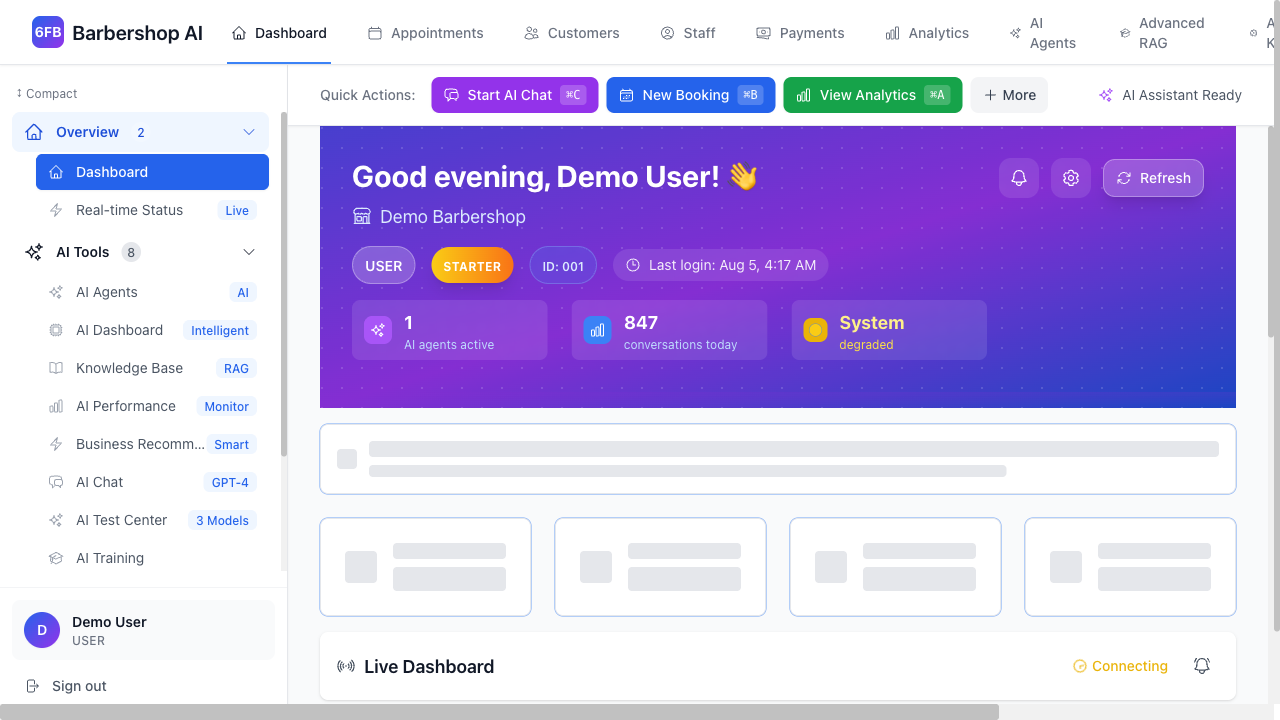 6FB Barbershop AI
Dashboard
Appointments
Customers
Staff
Payments
Analytics
AI
Agents
Advanced
RAG
Compact
Overview 2
Dashboard
Real-time Status Live
AI Tools 8
AI Agents AI
AI Dashboard Intelligent
Knowledge Base RAG
AI Performance Monitor
Business Recomm... Smart
AI Chat GPT-4
AI Test Center 3 Models
AI Training
D
Demo User
USER
Sign out
Quick Actions:
Start AI Chat ⌘C
New Booking ⌘B
View Analytics ⌘A
More
AI Assistant Ready
Good evening, Demo User! 👋
Demo Barbershop
Refresh
USER
STARTER
ID: 001
Last login: Aug 5, 4:17 AM
1
AI agents active
847
conversations today
System
degraded
Live Dashboard
Connecting